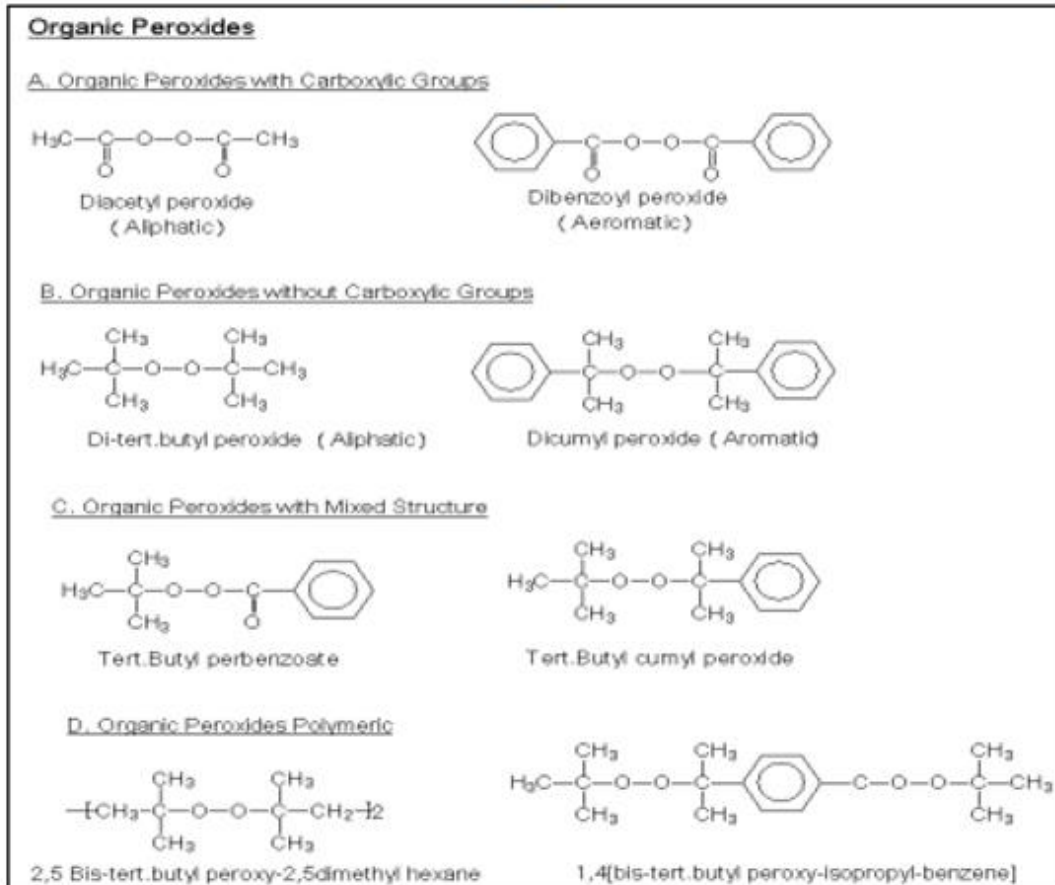 Organic Peroxides
A. Organic Peroxides with Carboxylic Groups
H₃C—C—O—O—C—CH₃
O O
Diacetyl peroxide
( Aliphatic)
C—O—O—C
O O
Dibenzoyl peroxide
(Aeromatic)
B. Organic Peroxides without Carboxylic Groups
CH₃ CH₃
H₃C—C—O—O—C—CH₃
CH₃ CH₃
Di-tert.butyl peroxide ( Aliphatic)
CH₃ CH₃
C—O—O—C
CH₃ CH₃
Dicumyl peroxide ( Aromatic)
C. Organic Peroxides with Mixed Structure
CH₃
H₃C—C—O—O—C
CH₃ O
Tert.Butyl perbenzoate
CH₃ CH₃
H₃C—C—O—O—C
CH₃ CH₃
Tert.Butyl cumyl peroxide
D. Organic Peroxides Polymeric
CH₃ CH₃
—[CH₃—C—O—O—C—CH₂—]2
CH₃ CH₃
2,5 Bis-tert.butyl peroxy-2,5dimethyl hexane
CH₃ CH₃ CH₃
H₃C—C—O—O—C C—O—O—C—CH₃
CH₃ CH₃ CH₃
1,4[bis-tert.butyl peroxy-isopropyl-benzene]